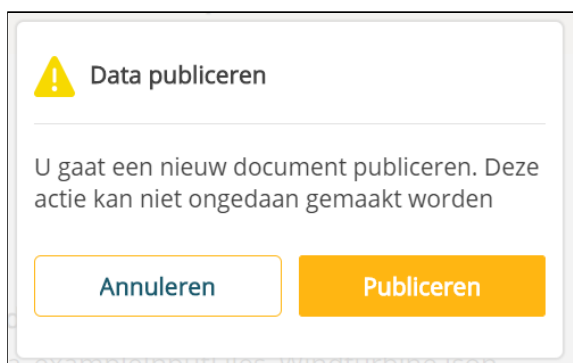 Data publiceren
U gaat een nieuw document publiceren. Deze
actie kan niet ongedaan gemaakt worden
Annuleren
Publiceren